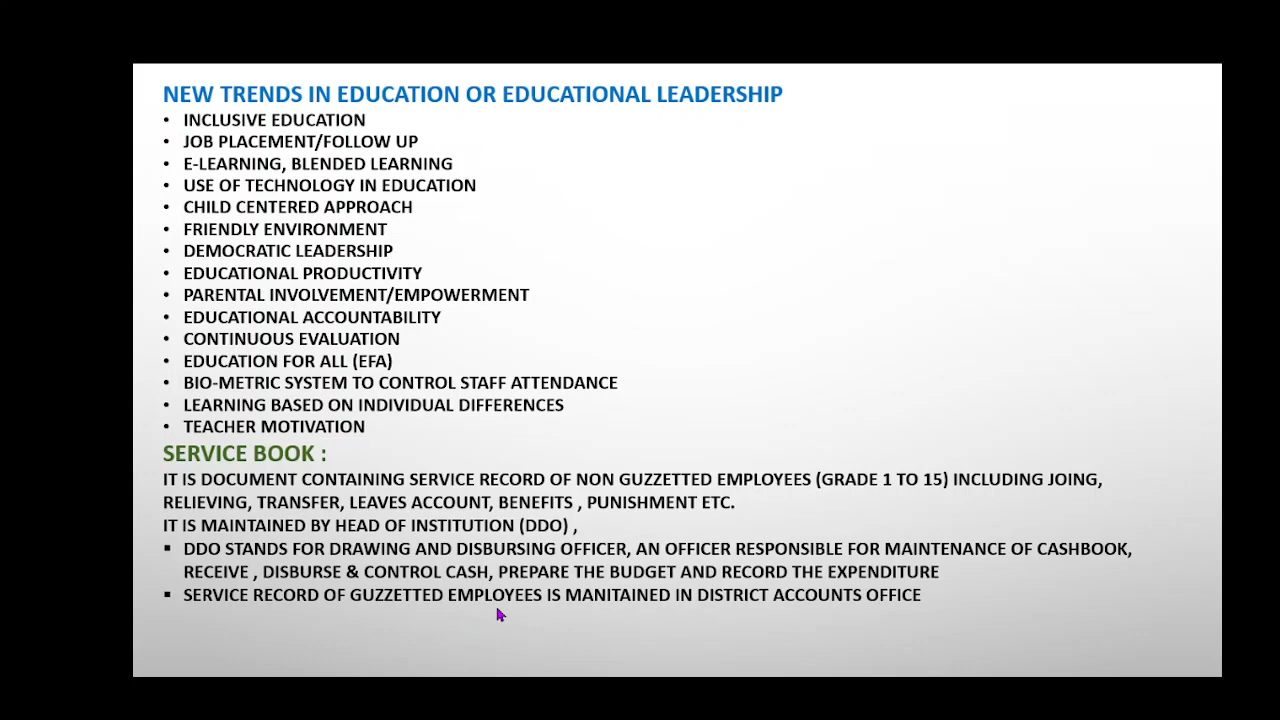 NEW TRENDS IN EDUCATION OR EDUCATIONAL LEADERSHIP
• INCLUSIVE EDUCATION
• JOB PLACEMENT/FOLLOW UP
• E-LEARNING, BLENDED LEARNING
• USE OF TECHNOLOGY IN EDUCATION
• CHILD CENTERED APPROACH
• FRIENDLY ENVIRONMENT
• DEMOCRATIC LEADERSHIP
• EDUCATIONAL PRODUCTIVITY
• PARENTAL INVOLVEMENT/EMPOWERMENT
• EDUCATIONAL ACCOUNTABILITY
• CONTINUOUS EVALUATION
• EDUCATION FOR ALL (EFA)
• BIO-METRIC SYSTEM TO CONTROL STAFF ATTENDANCE
• LEARNING BASED ON INDIVIDUAL DIFFERENCES
• TEACHER MOTIVATION
SERVICE BOOK :
IT IS DOCUMENT CONTAINING SERVICE RECORD OF NON GUZZETTED EMPLOYEES (GRADE 1 TO 15) INCLUDING JOING,
RELIEVING, TRANSFER, LEAVES ACCOUNT, BENEFITS , PUNISHMENT ETC.
IT IS MAINTAINED BY HEAD OF INSTITUTION (DDO) ,
▪ DDO STANDS FOR DRAWING AND DISBURSING OFFICER, AN OFFICER RESPONSIBLE FOR MAINTENANCE OF CASHBOOK,
RECEIVE , DISBURSE & CONTROL CASH, PREPARE THE BUDGET AND RECORD THE EXPENDITURE
▪ SERVICE RECORD OF GUZZETTED EMPLOYEES IS MANITAINED IN DISTRICT ACCOUNTS OFFICE